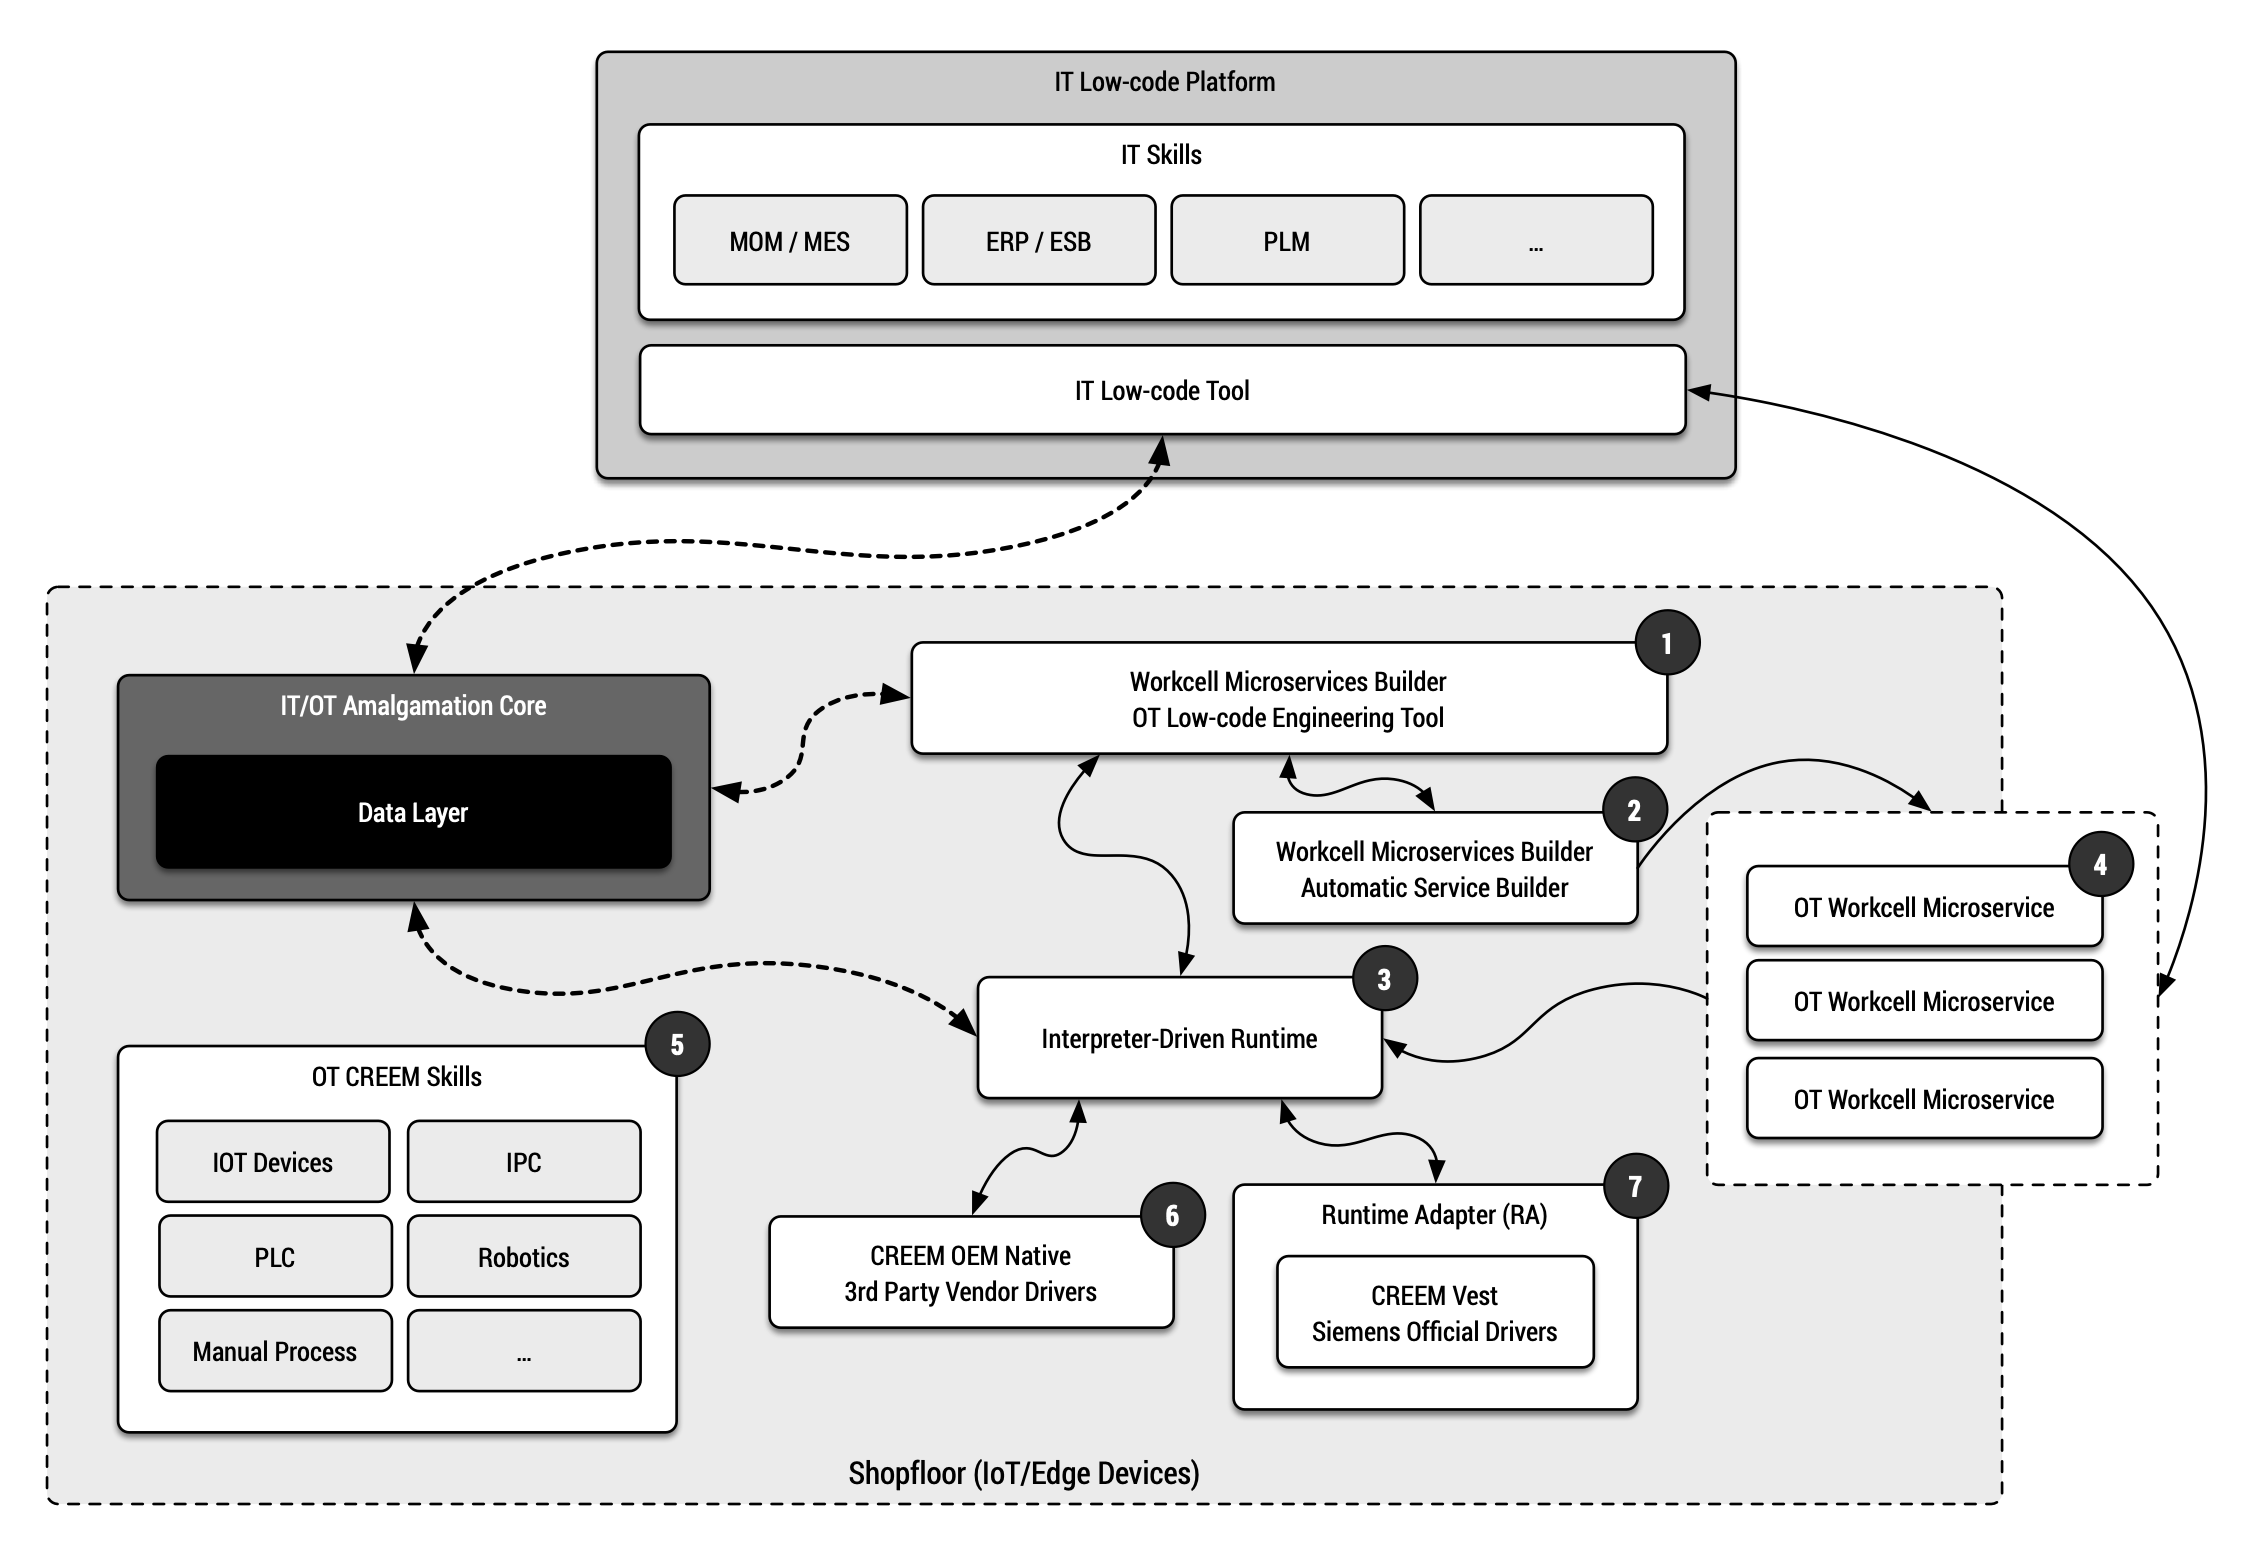 IT Low-code Platform
IT Skills
MOM / MES
ERP / ESB
PLM
...
IT Low-code Tool
1
Workcell Microservices Builder
OT Low-code Engineering Tool
IT/OT Amalgamation Core
Data Layer
2
Workcell Microservices Builder
Automatic Service Builder
4
OT Workcell Microservice
OT Workcell Microservice
OT Workcell Microservice
3
Interpreter-Driven Runtime
5
OT CREEM Skills
IOT Devices
IPC
PLC
Robotics
Manual Process
...
6
CREEM OEM Native
3rd Party Vendor Drivers
7
Runtime Adapter (RA)
CREEM Vest
Siemens Official Drivers
Shopfloor (IoT/Edge Devices)